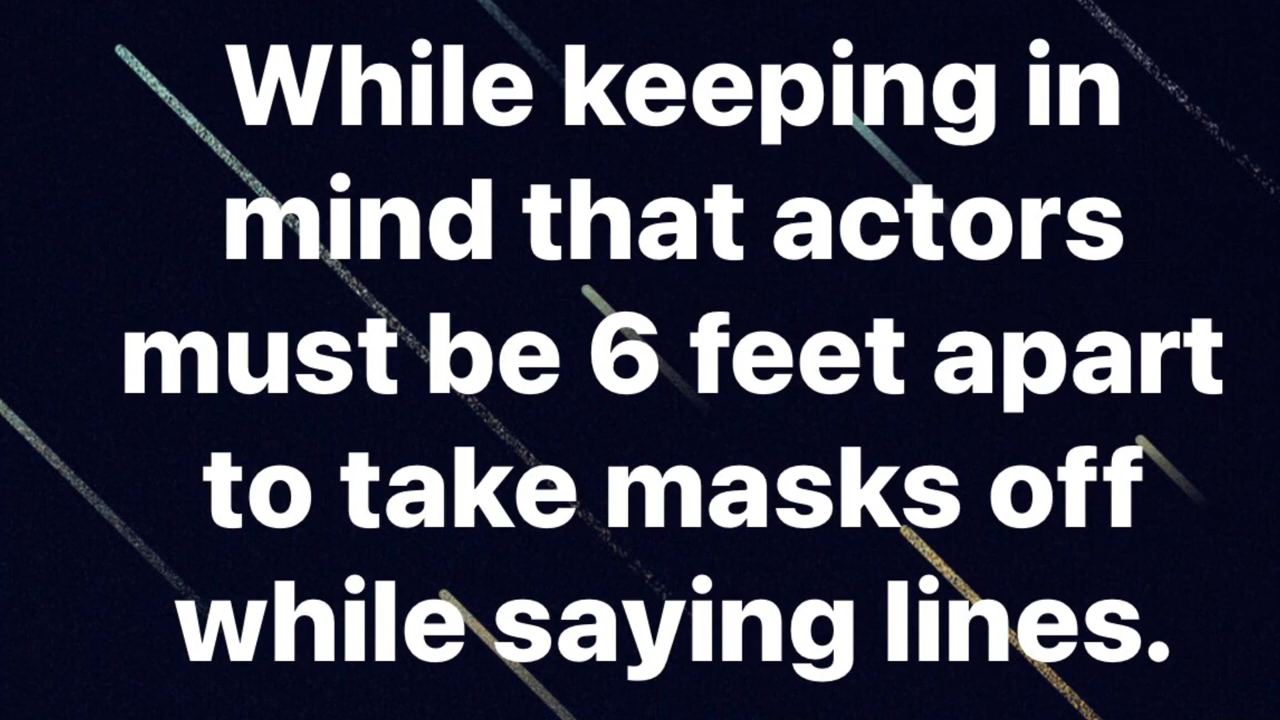 While keeping in
mind that actors
must be 6 feet apart
to take masks off
while saying lines.